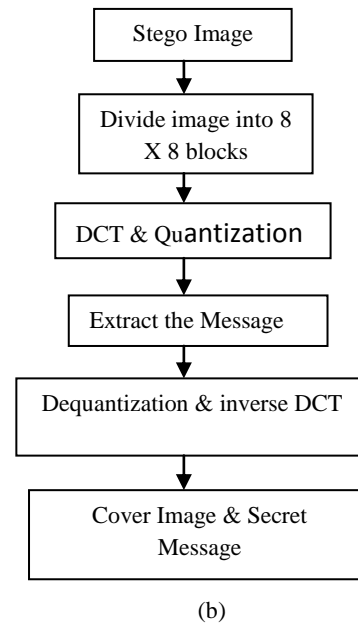 Stego Image
Divide image into 8
X 8 blocks
DCT & Quantization
Extract the Message
Dequantization & inverse DCT
Cover Image & Secret
Message
(b)